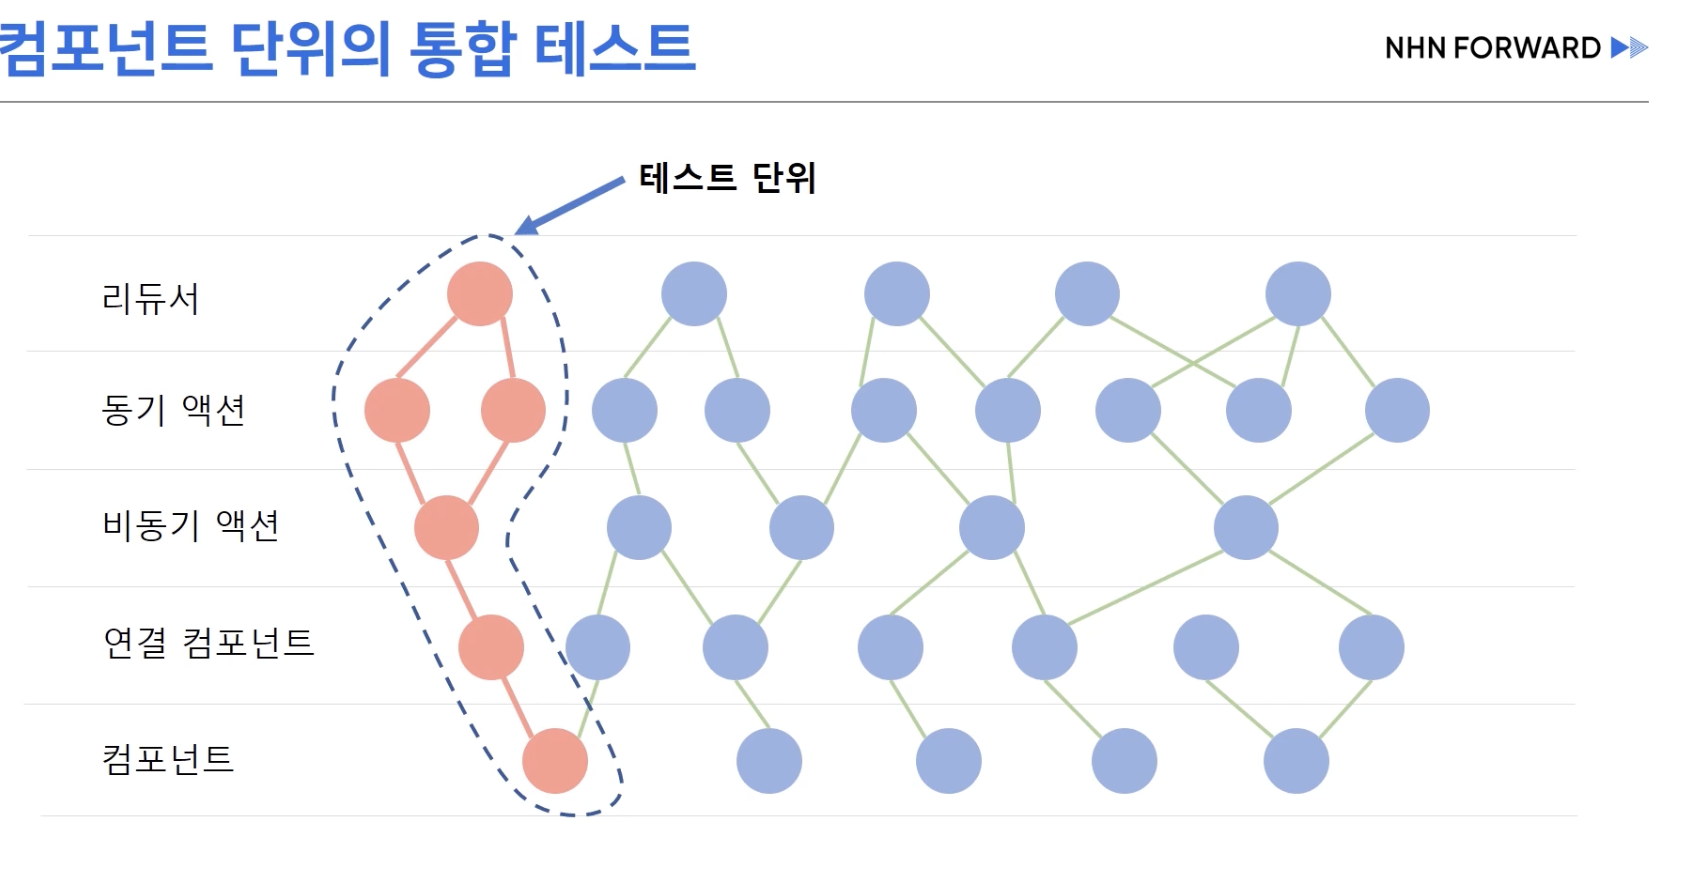 컴포넌트 단위의 통합 테스트
NHN FORWARD
테스트 단위
리듀서
동기 액션
비동기 액션
연결 컴포넌트
컴포넌트